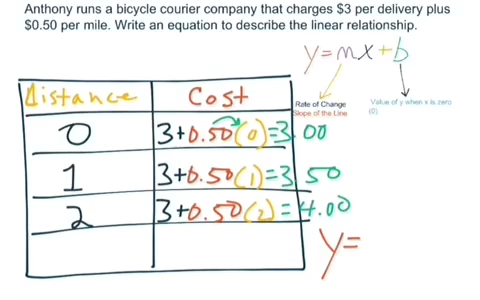 Anthony runs a bicycle courier company that charges $3 per delivery plus
$0.50 per mile. Write an equation to describe the linear relationship.
y=mx+b
Distance Cost
Rate of Change
Slope of the Line
Value of y when x is zero
(0)
0 3+0.50(0)=3.00
1 3+0.50(1)=3.50
2 3+0.50(2)=4.00
y=